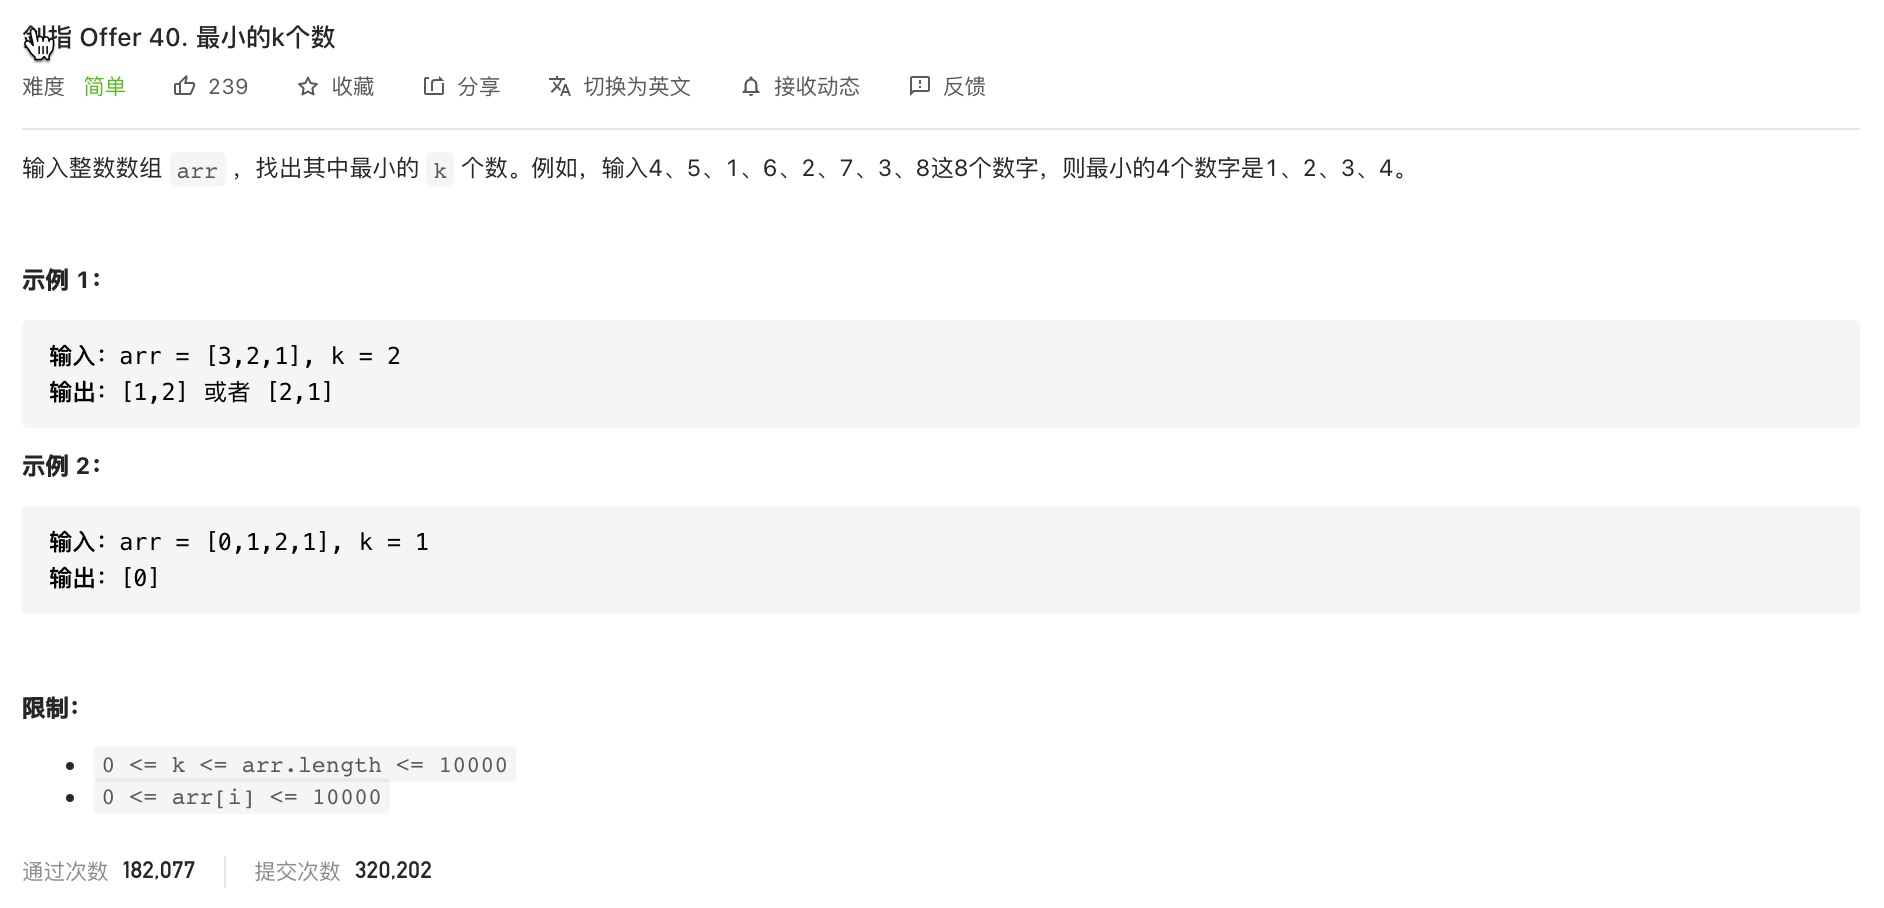 指 Offer 40. 最小的k个数
难度 简单 239 收藏 分享 切换为英文 接收动态 反馈
输入整数数组 arr ，找出其中最小的 k 个数。例如，输入4、5、1、6、2、7、3、8这8个数字，则最小的4个数字是1、2、3、4。
示例 1：
输入：arr = [3,2,1], k = 2
输出：[1,2] 或者 [2,1]
示例 2：
输入：arr = [0,1,2,1], k = 1
输出：[0]
限制：
0 <= k <= arr.length <= 10000
0 <= arr[i] <= 10000
通过次数 182,077 提交次数 320,202